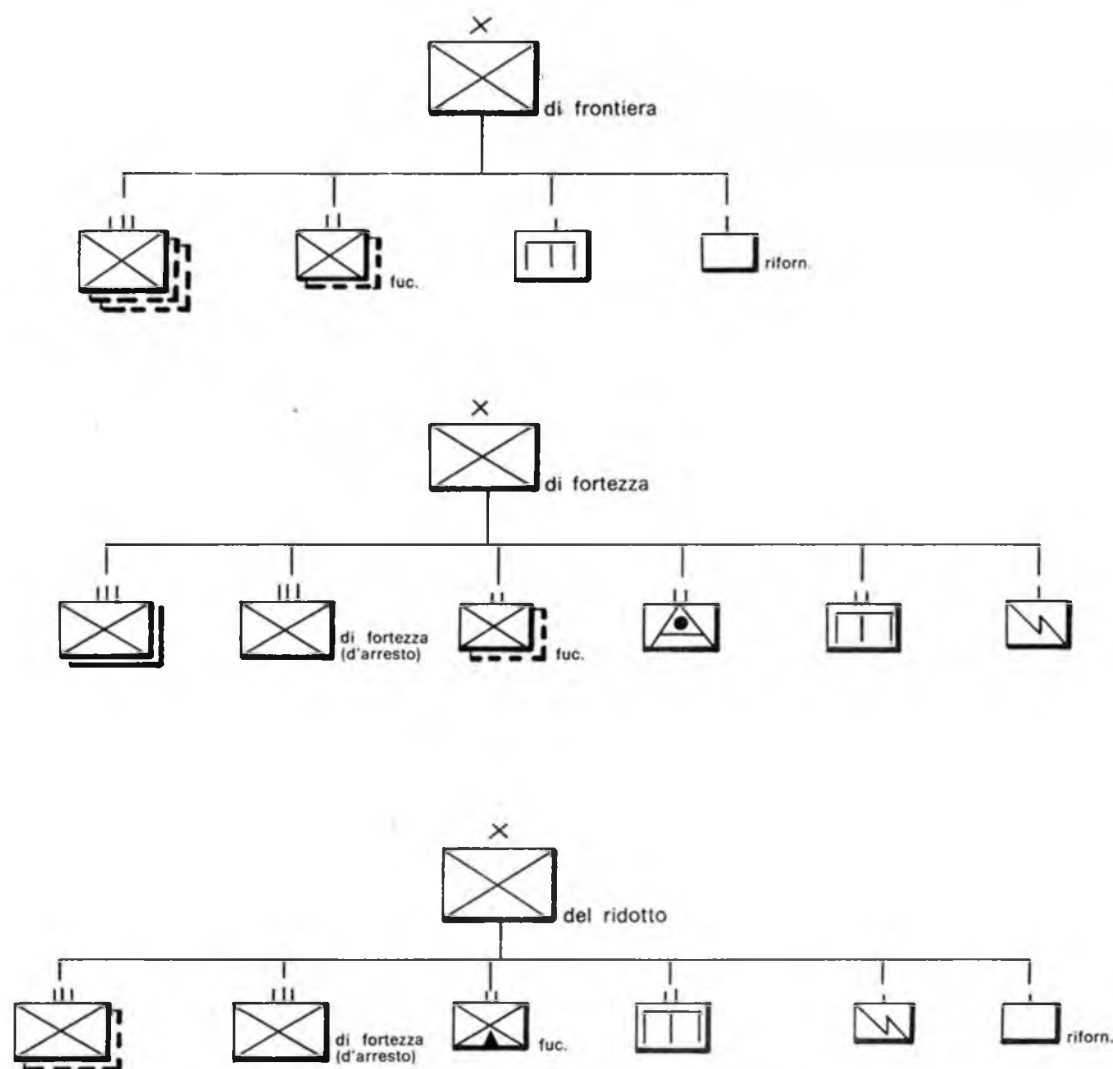 di frontiera
fuc.
riforn.
di fortezza
di fortezza
(d'arresto)
fuc.
del ridotto
di fortezza
(d'arresto)
fuc.
riforn.